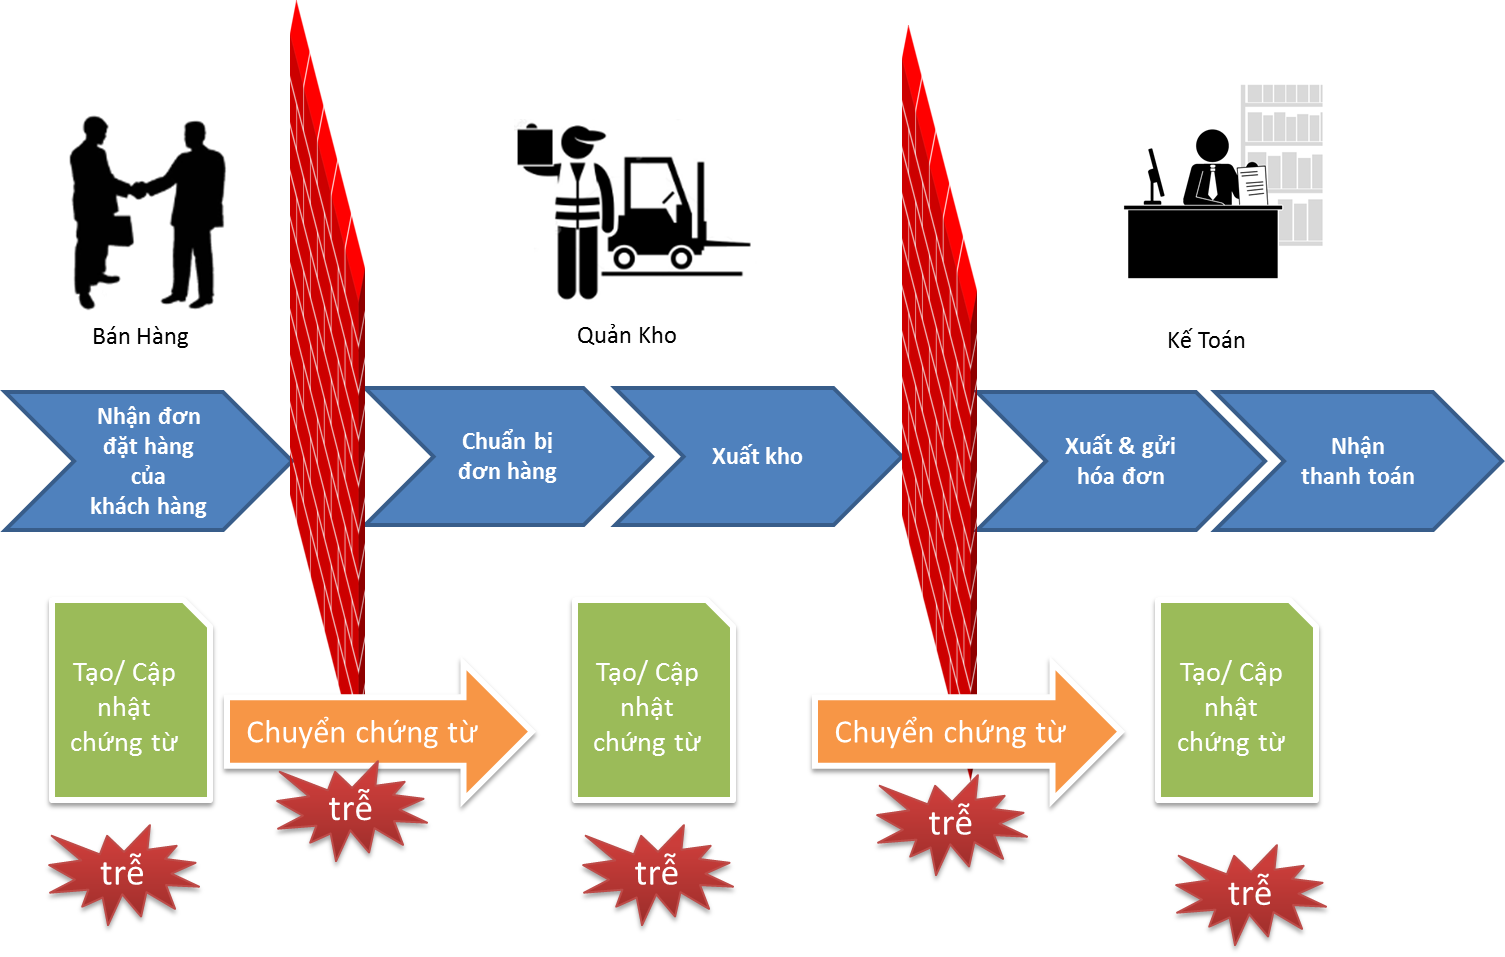 Bán Hàng
Quản Kho
Kế Toán
Nhận đơn
đặt hàng
của
khách hàng
Chuẩn bị
đơn hàng
Xuất kho
Xuất & gửi
hóa đơn
Nhận
thanh toán
Tạo/ Cập
nhật
chứng từ
Chuyển chứng từ
Tạo/ Cập
nhật
chứng từ
Chuyển chứng từ
Tạo/ Cập
nhật
chứng từ
trễ
trễ
trễ
trễ
trễ